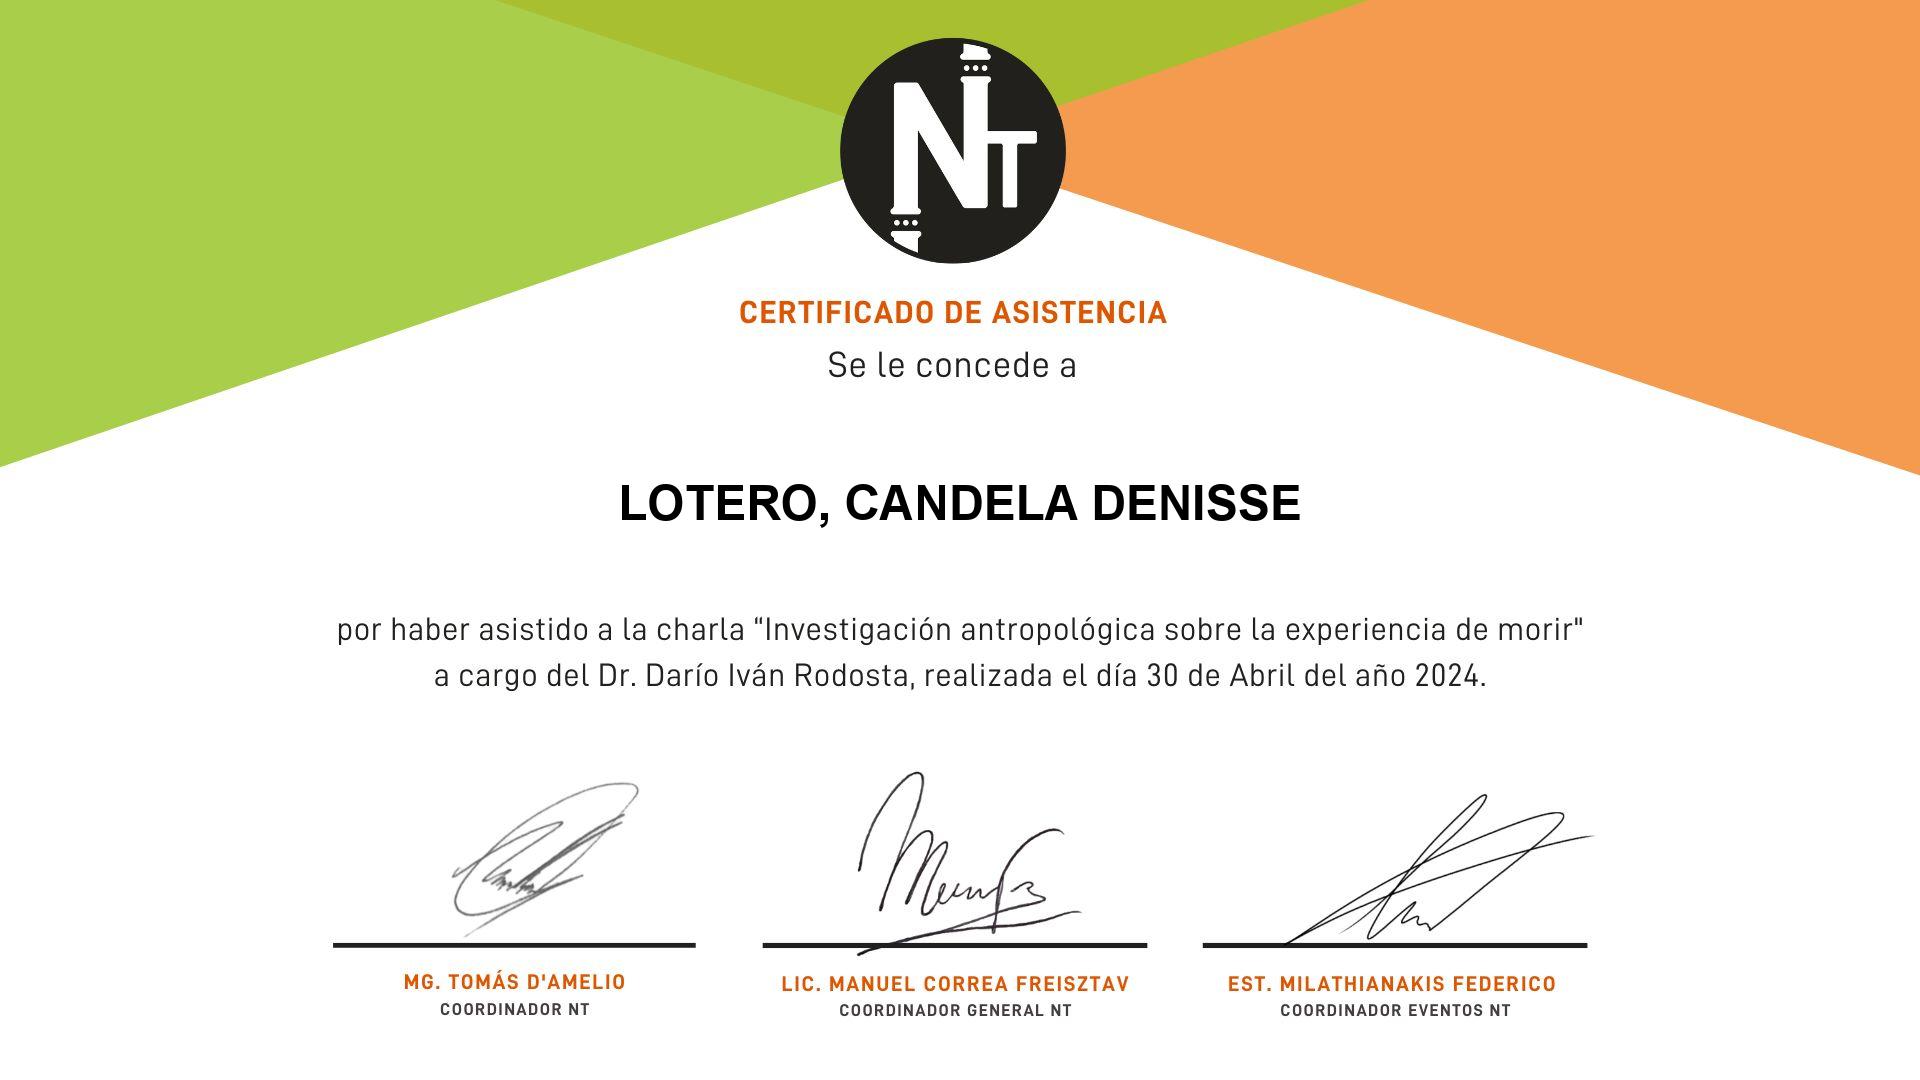 NT
CERTIFICADO DE ASISTENCIA
Se le concede a
LOTERO, CANDELA DENISSE
por haber asistido a la charla “Investigación antropológica sobre la experiencia de morir"
a cargo del Dr. Darío Iván Rodosta, realizada el día 30 de Abril del año 2024.
MG. TOMÁS D'AMELIO
COORDINADOR NT
LIC. MANUEL CORREA FREISZTAV
COORDINADOR GENERAL NT
EST. MILATHIANAKIS FEDERICO
COORDINADOR EVENTOS NT